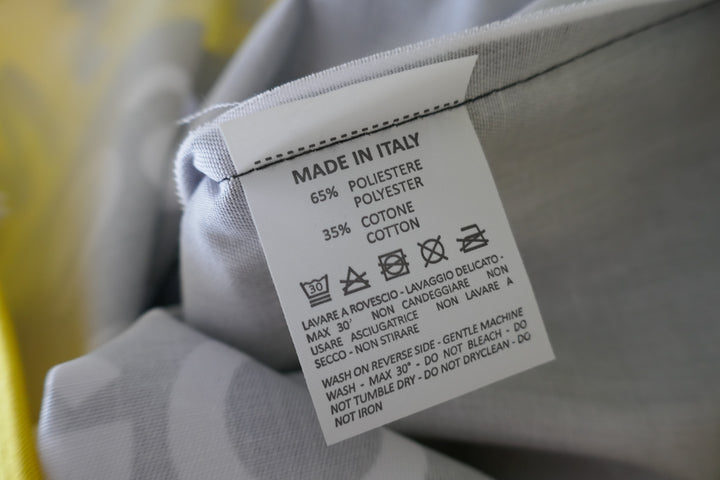 MADE IN ITALY
65% POLIESTERE
POLYESTER
35% COTONE
COTTON
30
LAVARE A ROVESCIO - LAVAGGIO DELICATO -
MAX 30° NON CANDEGGIARE NON
USARE ASCIUGATRICE NON LAVARE A
SECCO - NON STIRARE
WASH ON REVERSE SIDE - GENTLE MACHINE
WASH - MAX 30° - DO NOT BLEACH - DO
NOT TUMBLE DRY - DO NOT DRYCLEAN - DO
NOT IRON